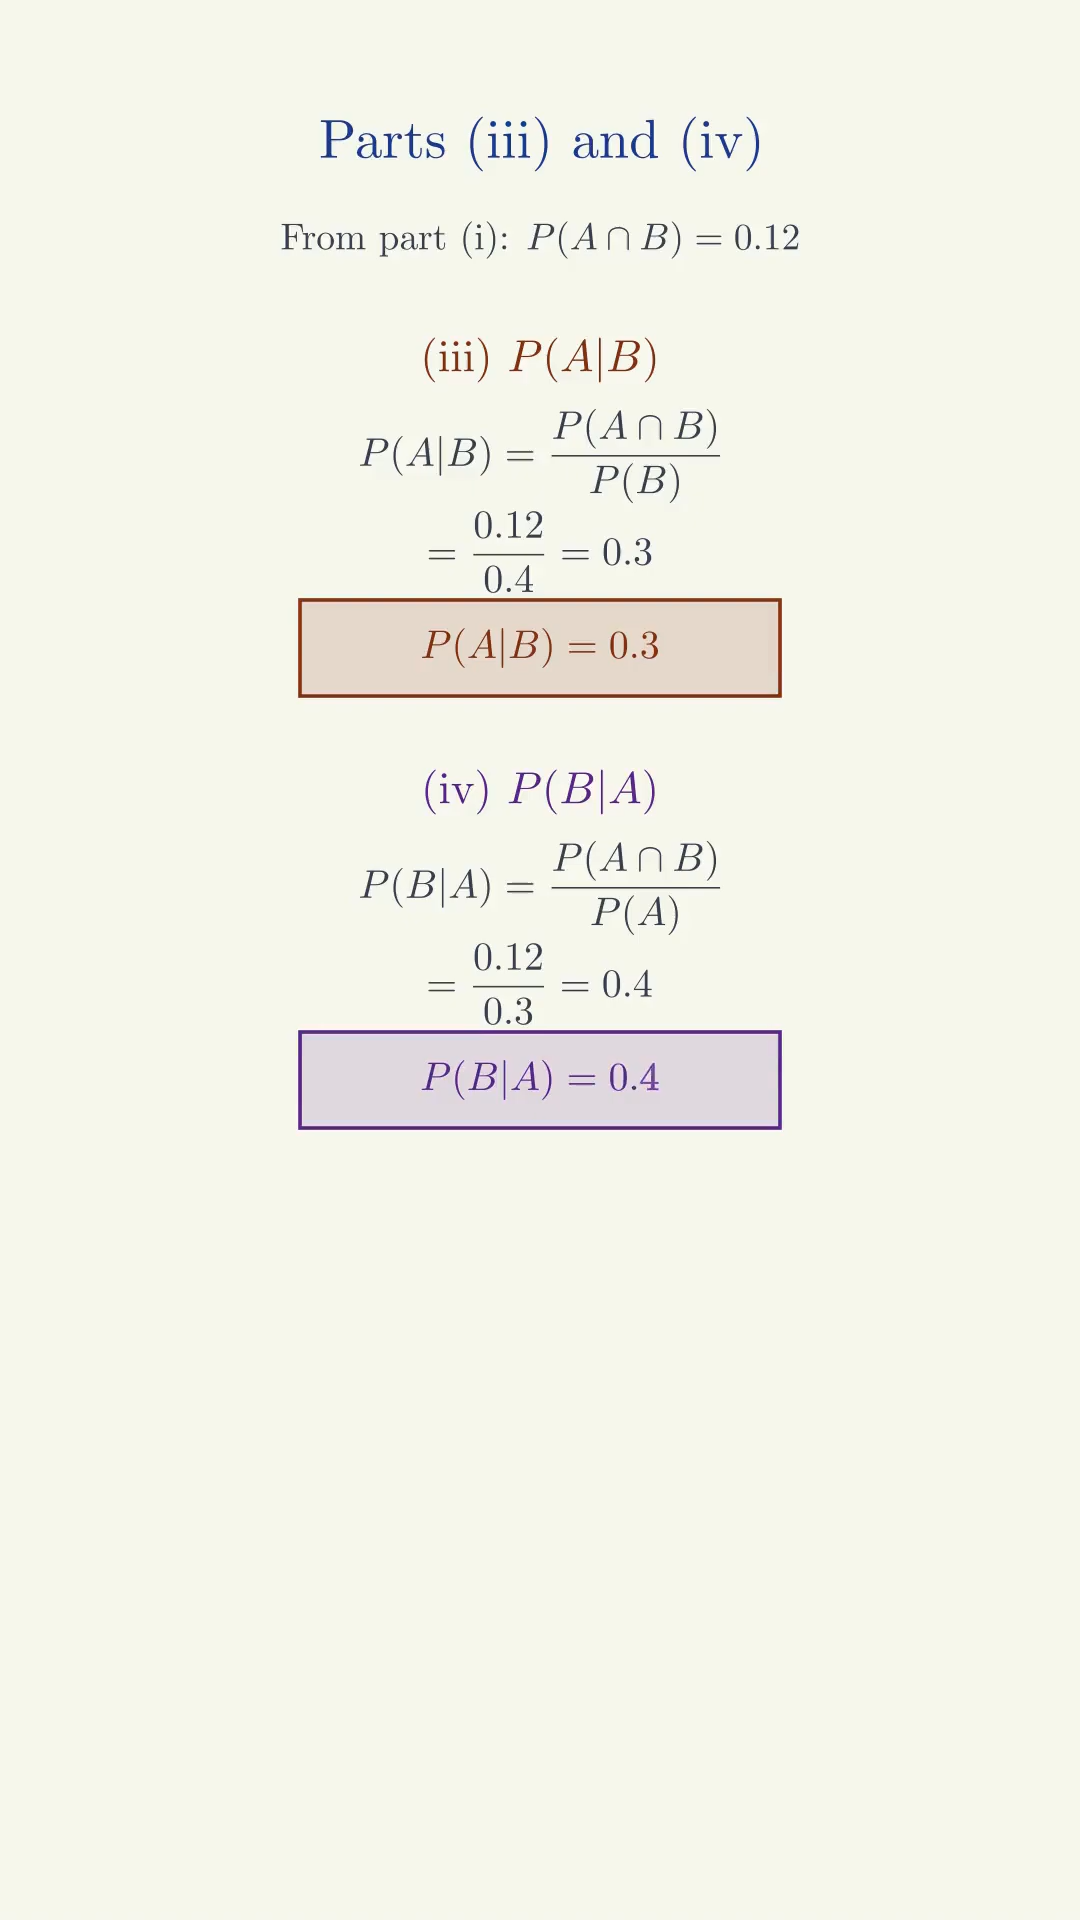 Parts (iii) and (iv)
From part (i): P(A ∩ B) = 0.12
(iii) P(A|B)
P(A|B) = P(A ∩ B) / P(B)
= 0.12 / 0.4 = 0.3
P(A|B) = 0.3
(iv) P(B|A)
P(B|A) = P(A ∩ B) / P(A)
= 0.12 / 0.3 = 0.4
P(B|A) = 0.4